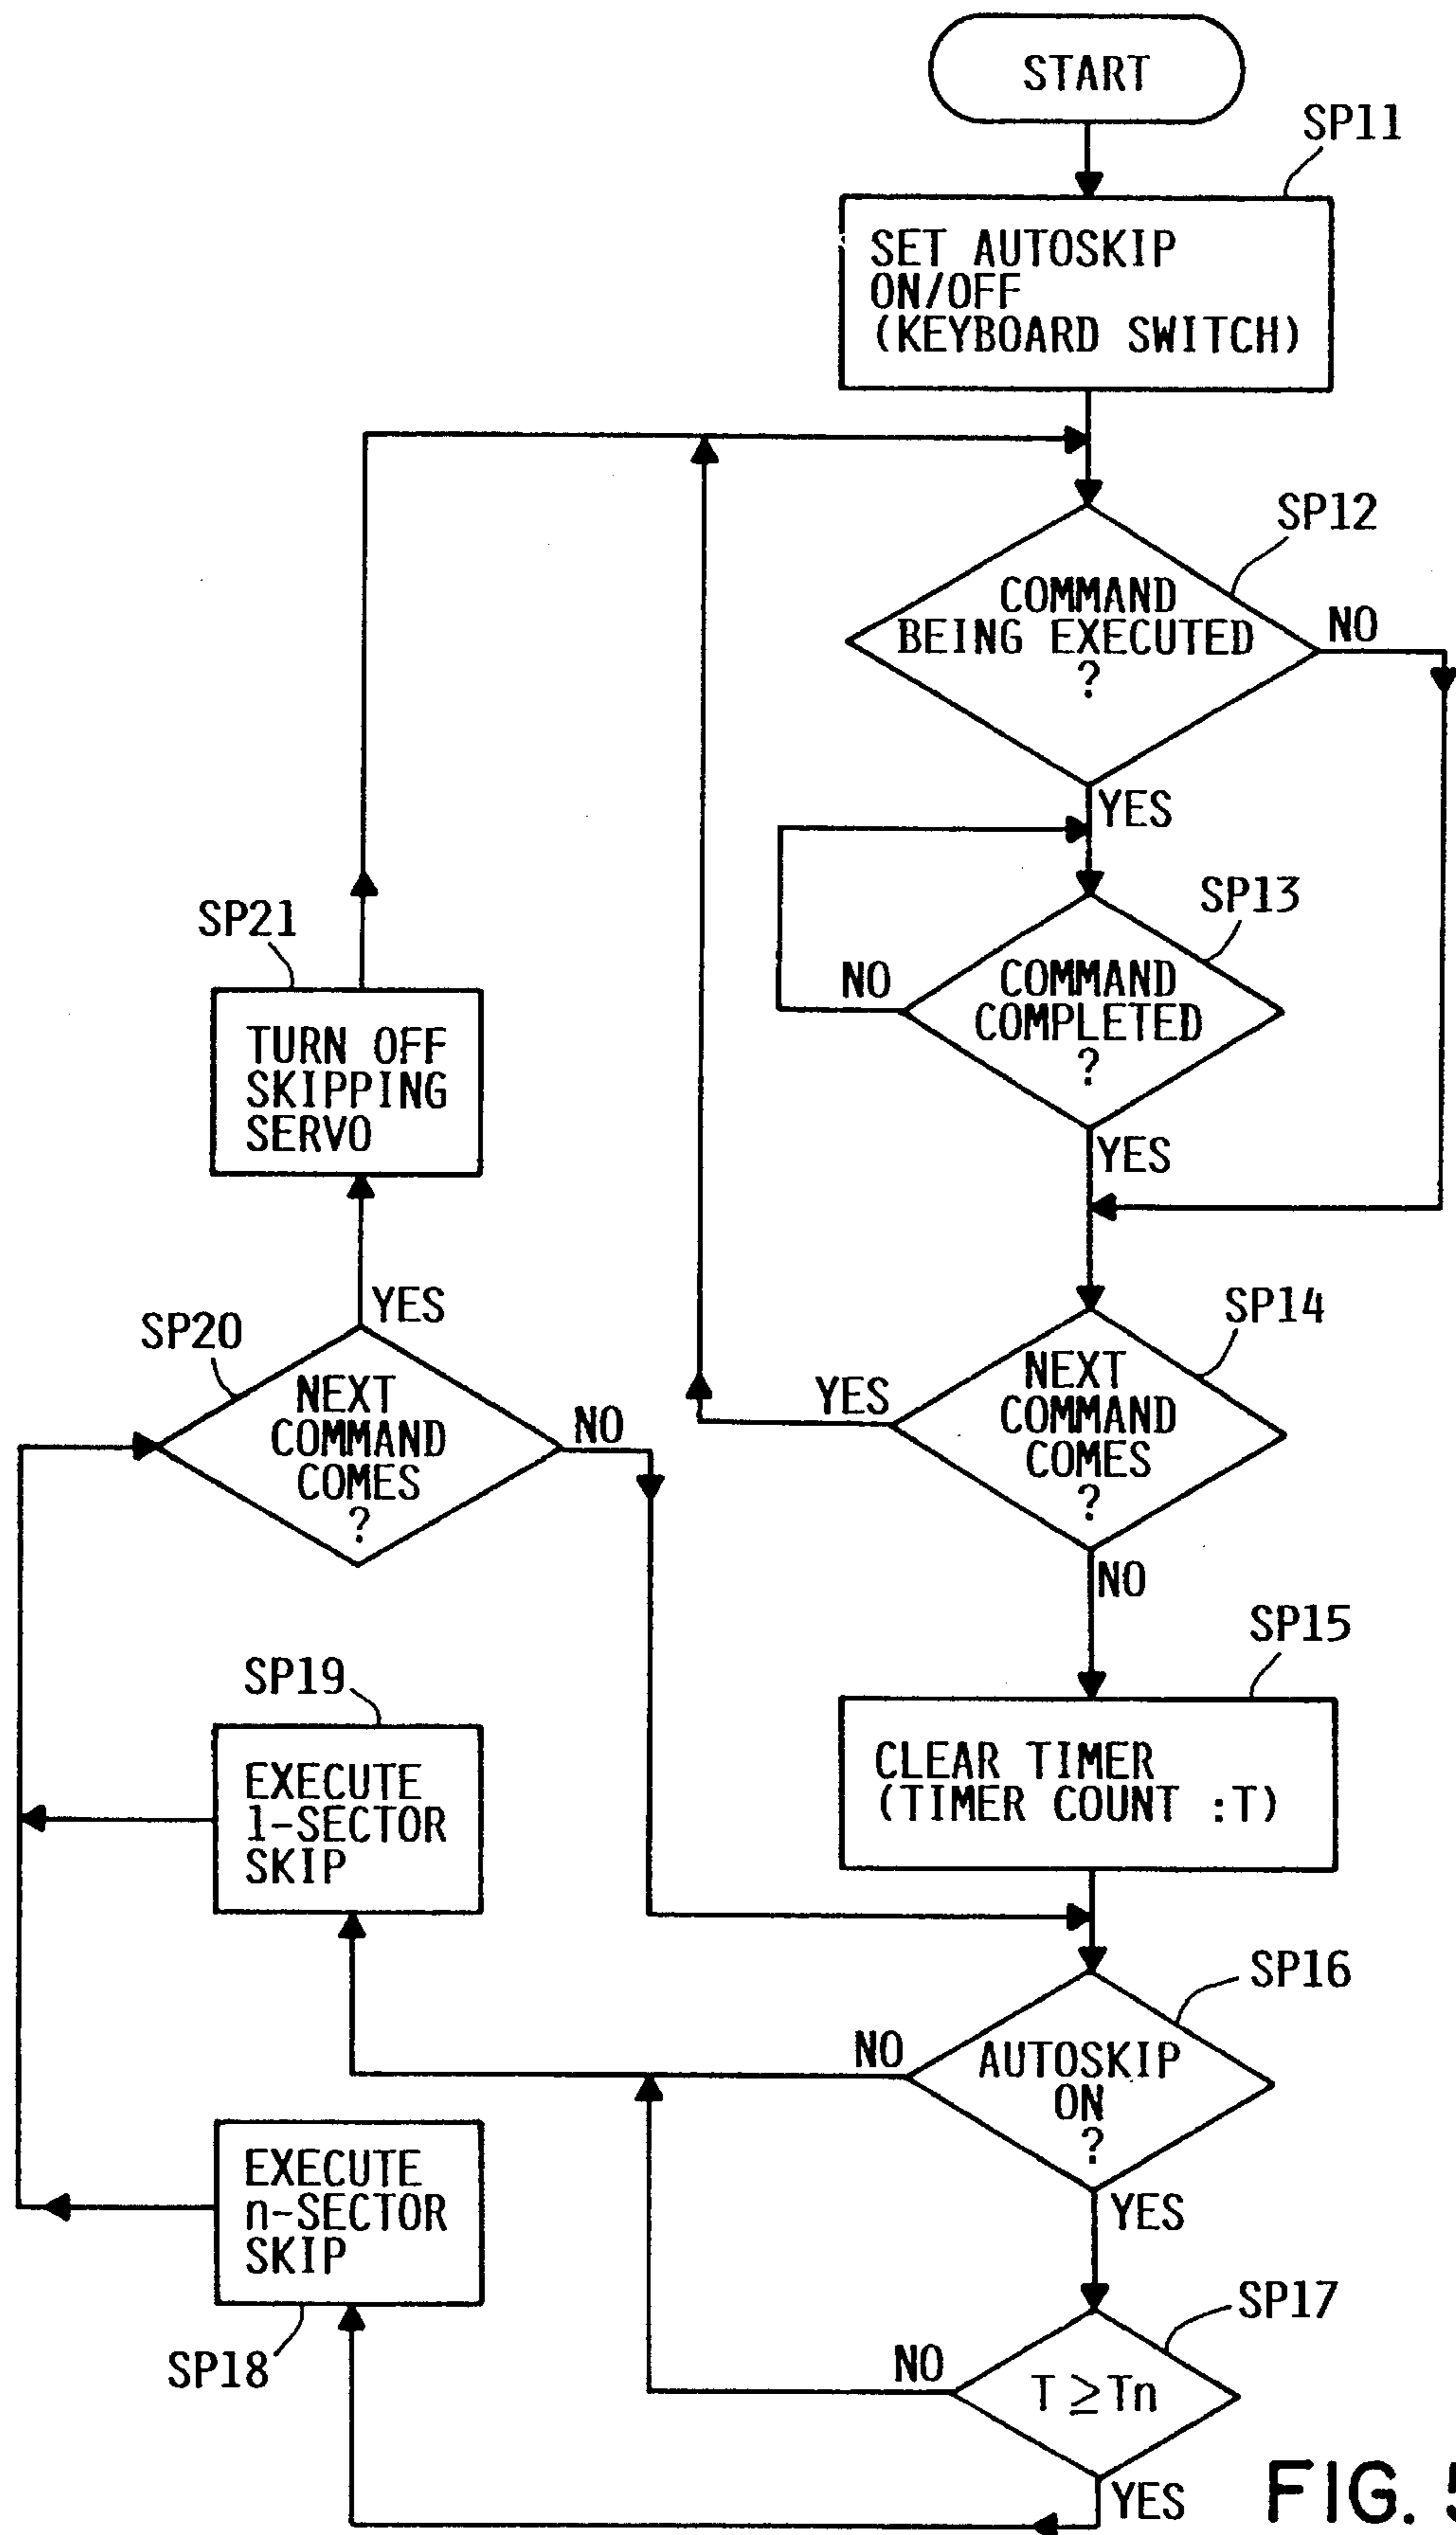 START
SP11
SET AUTOSKIP
ON/OFF
(KEYBOARD SWITCH)
SP12
COMMAND
BEING EXECUTED
?
NO
YES
SP13
COMMAND
COMPLETED
?
NO
YES
SP21
TURN OFF
SKIPPING
SERVO
YES
SP20
NEXT
COMMAND
COMES
?
NO
SP14
NEXT
COMMAND
COMES
?
YES
NO
SP15
CLEAR TIMER
(TIMER COUNT :T)
SP19
EXECUTE
1-SECTOR
SKIP
SP16
AUTOSKIP
ON
?
NO
YES
EXECUTE
n-SECTOR
SKIP
SP18
SP17
T ≥ Tn
NO
YES
FIG. 5